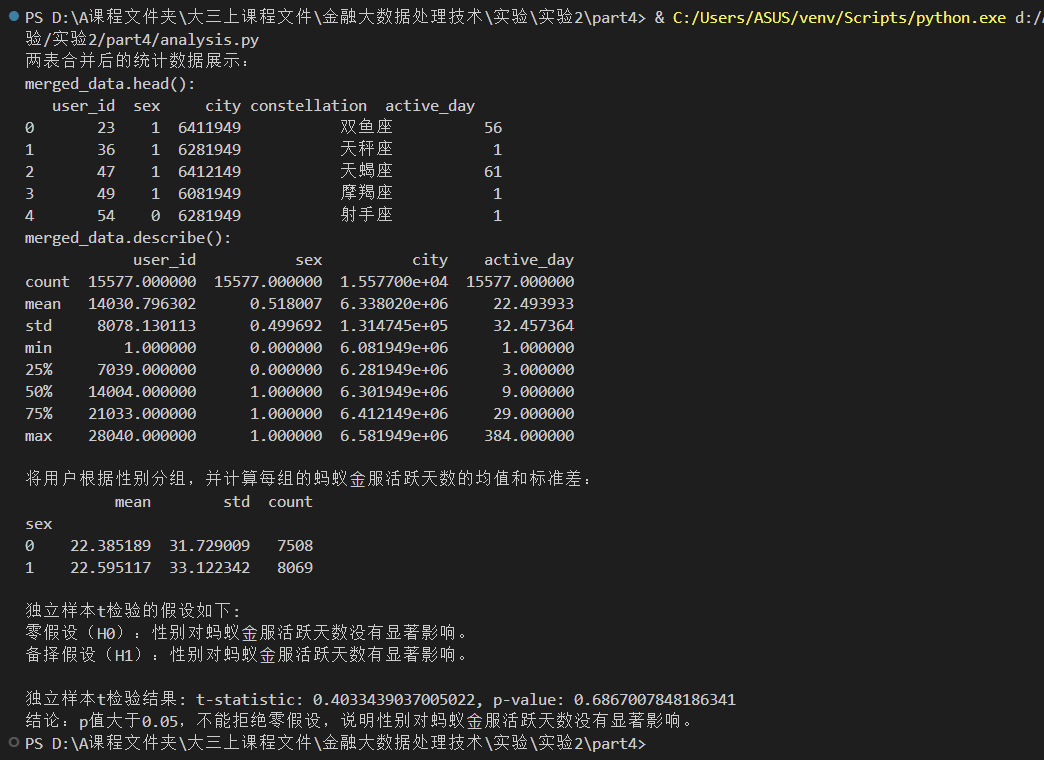 PS D:\A课程文件夹\大三上课程文件\金融大数据处理技术\实验\实验2\part4> & C:/Users/ASUS/venv/Scripts/python.exe d:/
验/实验2/part4/analysis.py
两表合并后的统计数据展示:
merged_data.head():
   user_id  sex     city constellation  active_day
0       23    1  6411949           双鱼座          56
1       36    1  6281949           天秤座           1
2       47    1  6412149           天蝎座          61
3       49    1  6081949           摩羯座           1
4       54    0  6281949           射手座           1
merged_data.describe():
            user_id           sex          city    active_day
count  15577.000000  15577.000000  1.557700e+04  15577.000000
mean   14030.796302      0.518007  6.338020e+06     22.493933
std     8078.130113      0.499692  1.314745e+05     32.457364
min        1.000000      0.000000  6.081949e+06      1.000000
25%     7039.000000      0.000000  6.281949e+06      3.000000
50%    14004.000000      1.000000  6.301949e+06      9.000000
75%    21033.000000      1.000000  6.412149e+06     29.000000
max    28040.000000      1.000000  6.581949e+06    384.000000
将用户根据性别分组，并计算每组的蚂蚁金服活跃天数的均值和标准差:
          mean        std  count
sex
0    22.385189  31.729009   7508
1    22.595117  33.122342   8069
独立样本t检验的假设如下:
零假设（H0）: 性别对蚂蚁金服活跃天数没有显著影响。
备择假设（H1）: 性别对蚂蚁金服活跃天数有显著影响。
独立样本t检验结果: t-statistic: 0.4033439037005022, p-value: 0.6867007848186341
结论: p值大于0.05，不能拒绝零假设，说明性别对蚂蚁金服活跃天数没有显著影响。
PS D:\A课程文件夹\大三上课程文件\金融大数据处理技术\实验\实验2\part4>